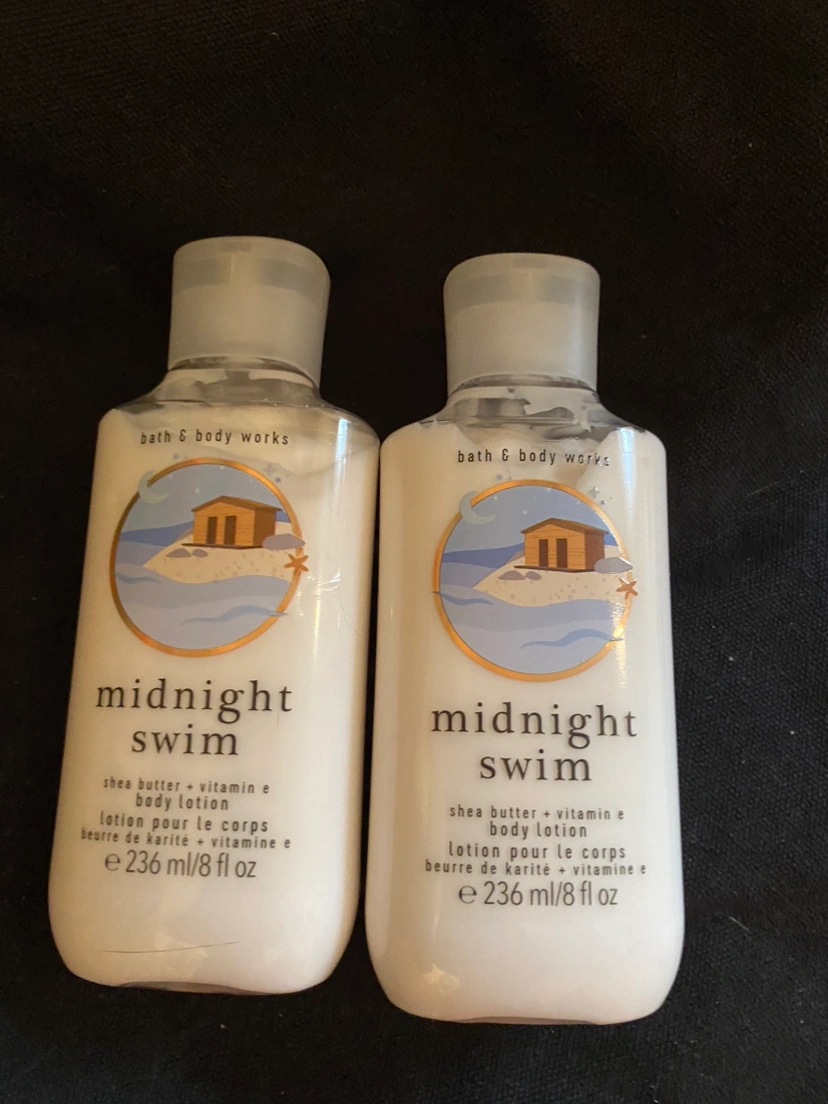 bath & body works
midnight
swim
shea butter + vitamin e
body lotion
lotion pour le corps
beurre de karité + vitamine e
℮ 236 ml/8 fl oz
bath & body works
midnight
swim
shea butter + vitamin e
body lotion
lotion pour le corps
beurre de karité + vitamine e
℮ 236 ml/8 fl oz